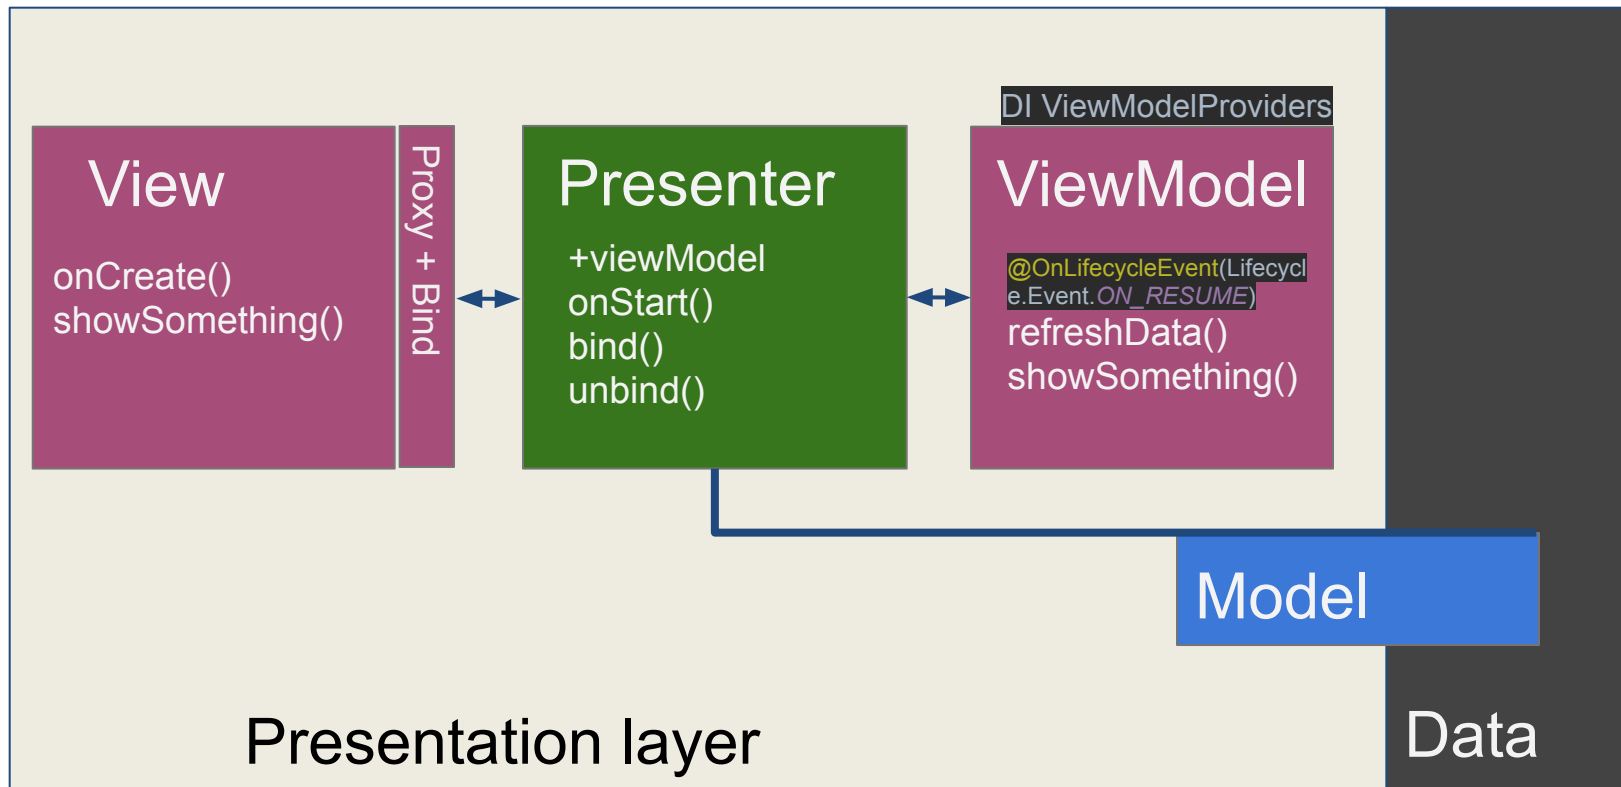 DI ViewModelProviders
View
onCreate()
showSomething()
Proxy + Bind
Presenter
+viewModel
onStart()
bind()
unbind()
ViewModel
@OnLifecycleEvent(Lifecycl
e.Event.ON_RESUME)
refreshData()
showSomething()
Model
Presentation layer
Data